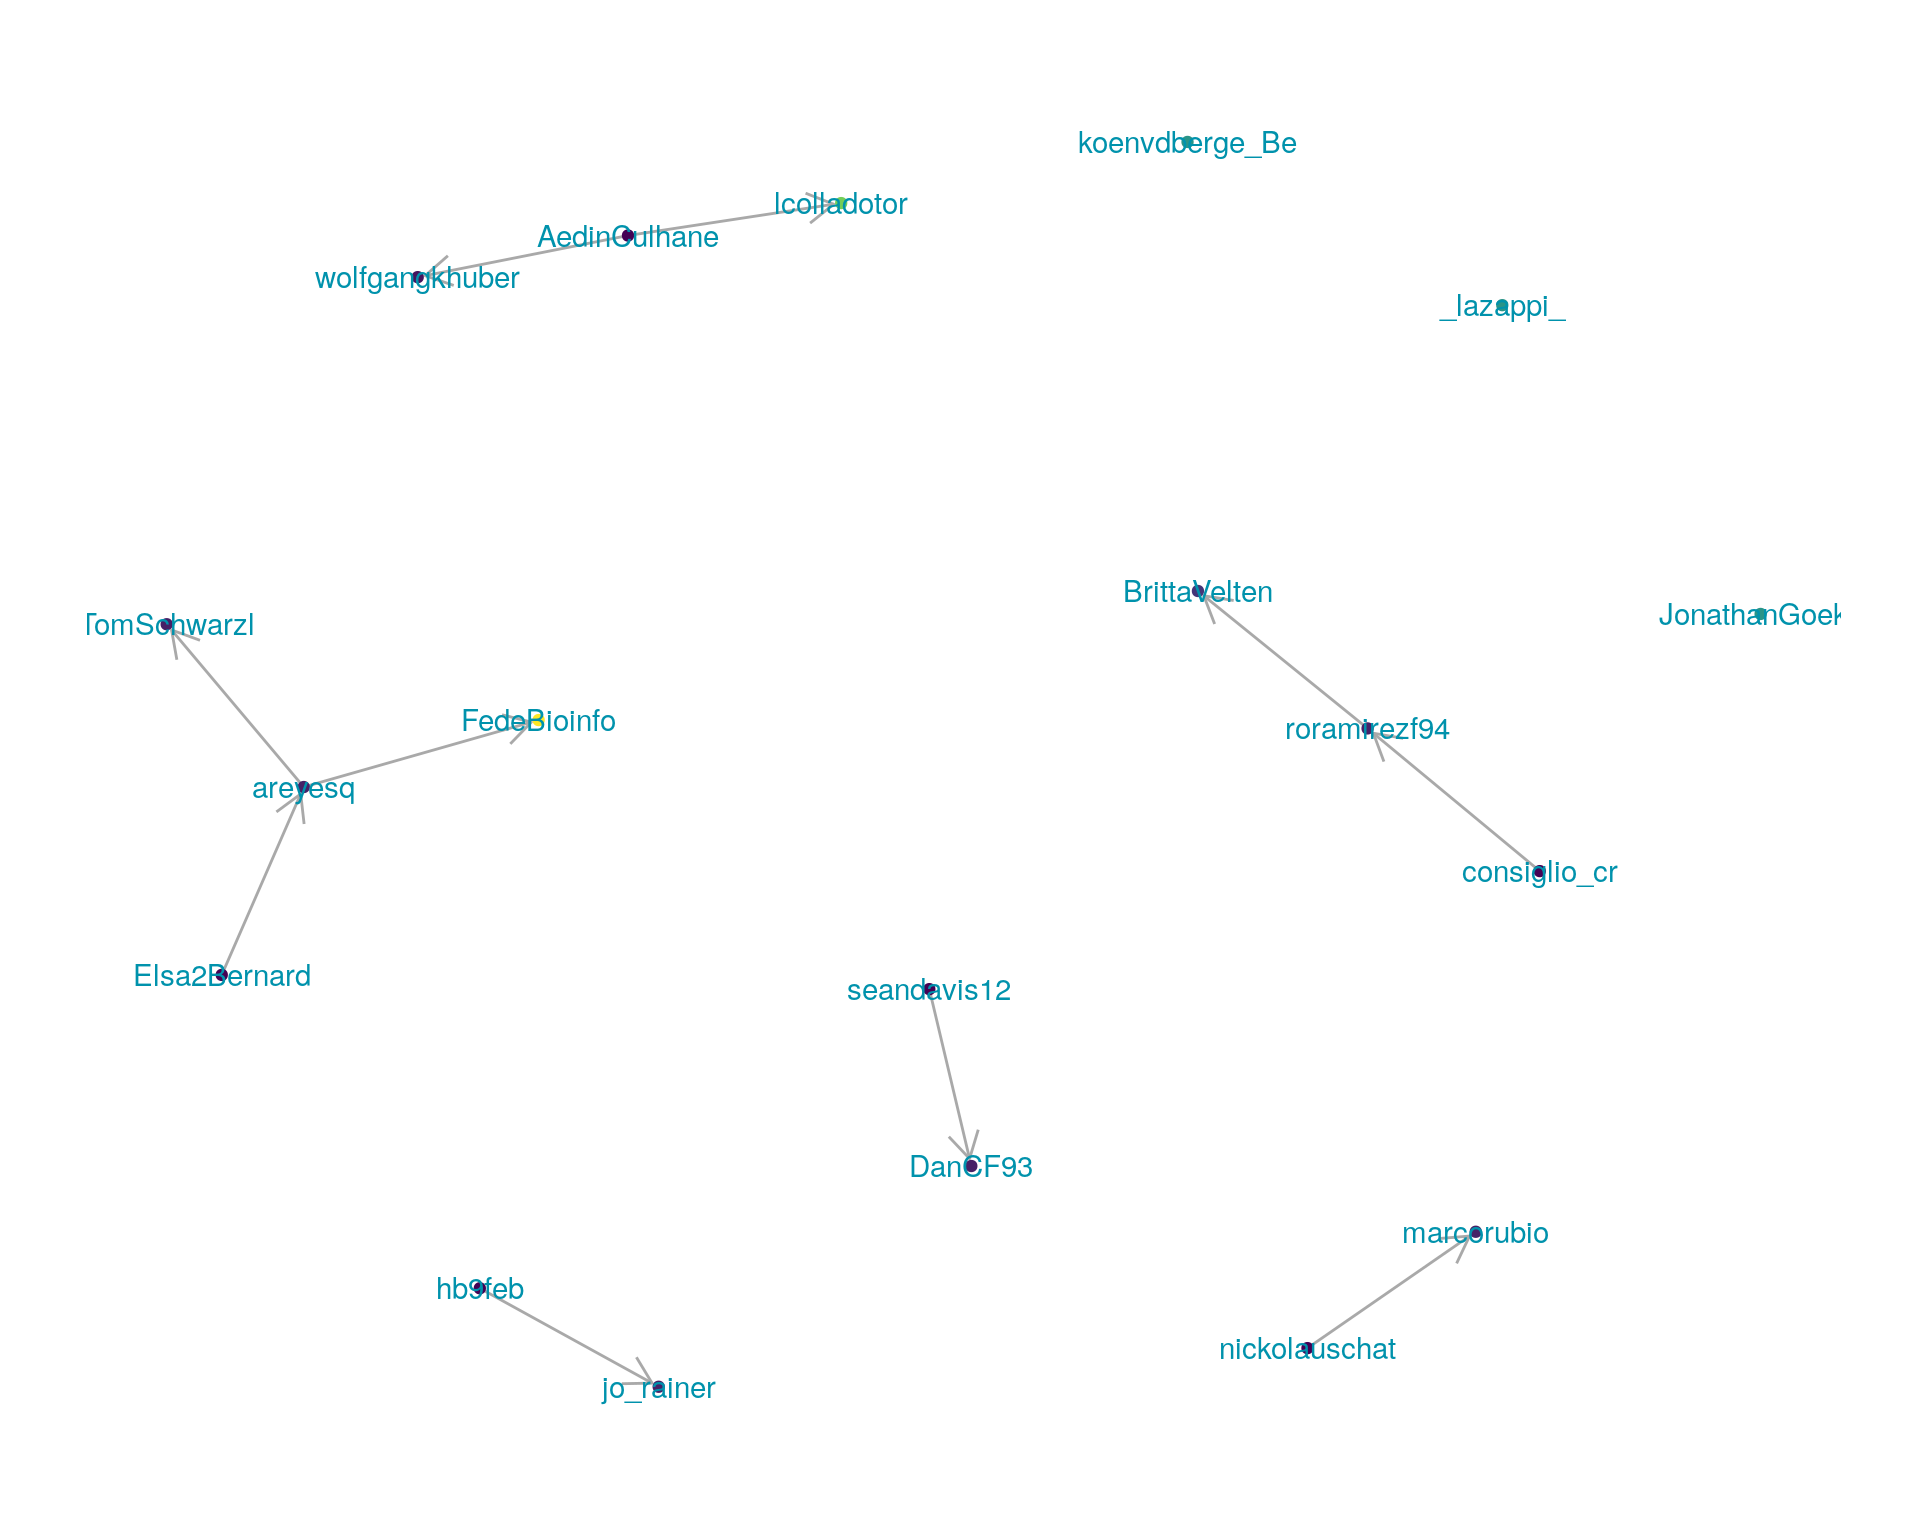 koenvdberge_Be
lcolladotor
AedinCulhane
wolfgangkhuber
_lazappi_
BrittaVelten
JonathanGoek
TomSchwarzl
FedeBioinfo
roramirezf94
areyesq
consiglio_cr
Elsa2Bernard
seandavis12
DanCF93
marcorubio
hb9feb
nickolauschat
jo_rainer